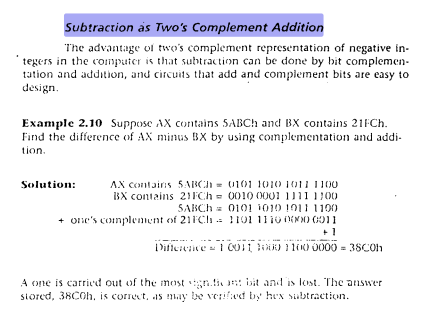 Subtraction as Two's Complement Addition
The advantage of two's complement representation of negative in-
tegers in the computer is that subtraction can be done by bit complemen-
tation and addition, and circuits that add and complement bits are easy to
design.
Example 2.10 Suppose AX contains 5ABCh and BX contains 21FCh.
Find the difference of AX minus BX by using complementation and addi-
tion.
Solution: AX contains 5ABCh = 0101 1010 1011 1100
BX contains 21FCh = 0010 0001 1111 1100
5ABCh = 0101 1010 1011 1100
+ one's complement of 21FCh = 1101 1110 0000 0011
+1
Difference = 1 0011 1000 1100 0000 = 38C0h
A one is carried out of the most significant bit and is lost. The answer
stored, 38C0h, is correct, as may be verified by hex subtraction.